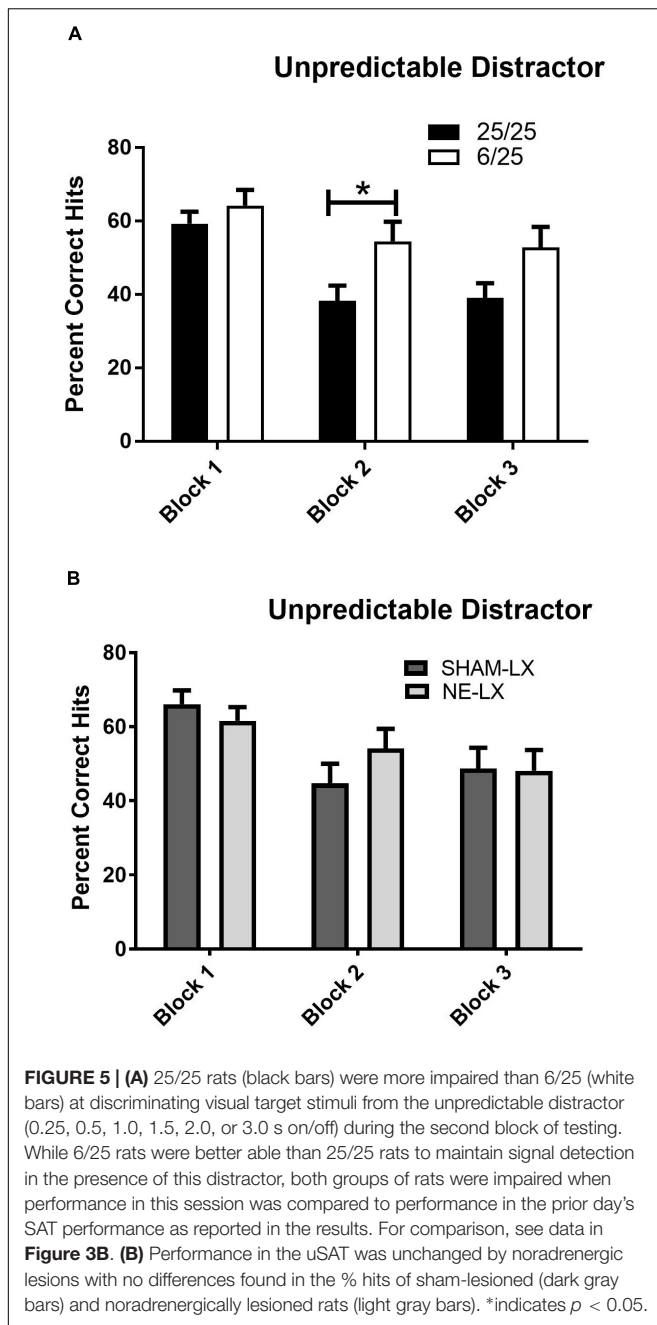 A
Unpredictable Distractor
25/25
6/25
*
80
60
40
20
0
Percent Correct Hits
Block 1
Block 2
Block 3
B
Unpredictable Distractor
SHAM-LX
NE-LX
80
60
40
20
0
Percent Correct Hits
Block 1
Block 2
Block 3
FIGURE 5 | (A) 25/25 rats (black bars) were more impaired than 6/25 (white
bars) at discriminating visual target stimuli from the unpredictable distractor
(0.25, 0.5, 1.0, 1.5, 2.0, or 3.0 s on/off) during the second block of testing.
While 6/25 rats were better able than 25/25 rats to maintain signal detection
in the presence of this distractor, both groups of rats were impaired when
performance in this session was compared to performance in the prior day's
SAT performance as reported in the results. For comparison, see data in
Figure 3B. (B) Performance in the uSAT was unchanged by noradrenergic
lesions with no differences found in the % hits of sham-lesioned (dark gray
bars) and noradrenergically lesioned rats (light gray bars). *indicates p < 0.05.